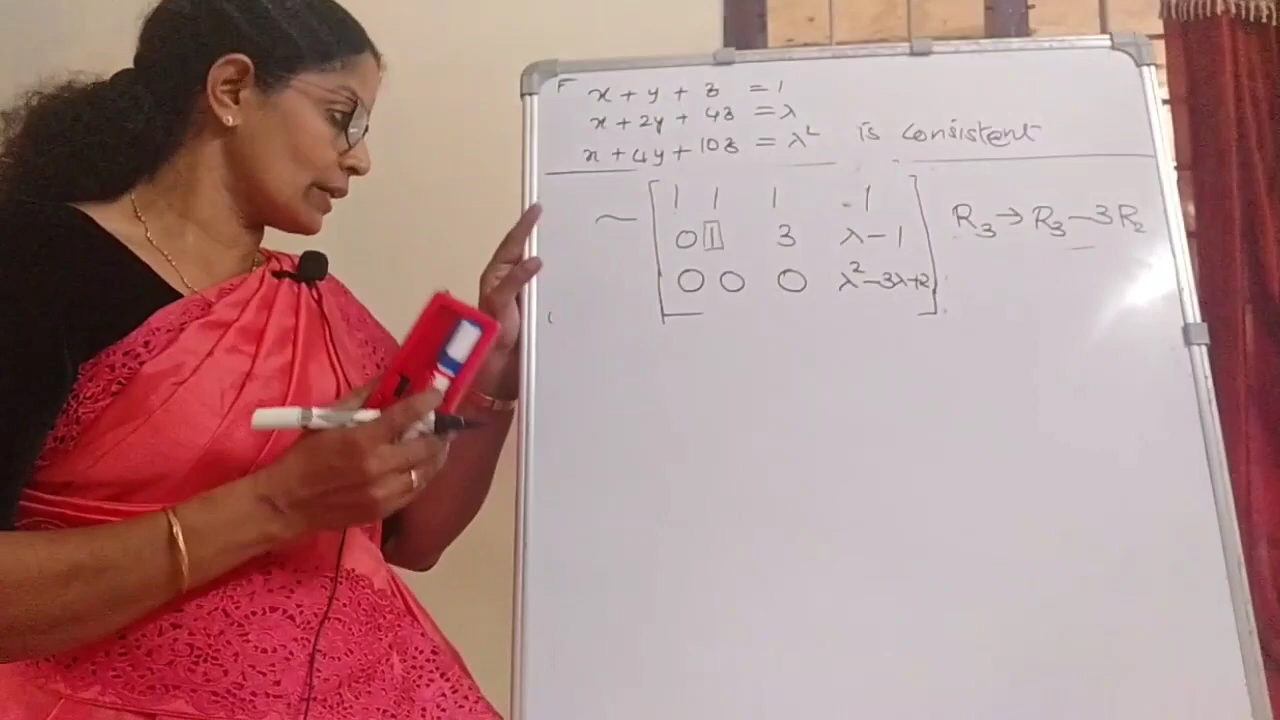 x + y + z = 1
x + 2y + 4z = λ
x + 4y + 10z = λ² is consistent
~ [ 1 1 1 1
0 1 3 λ-1
0 0 0 λ²-3λ+2 ] R₃→R₃-3R₂